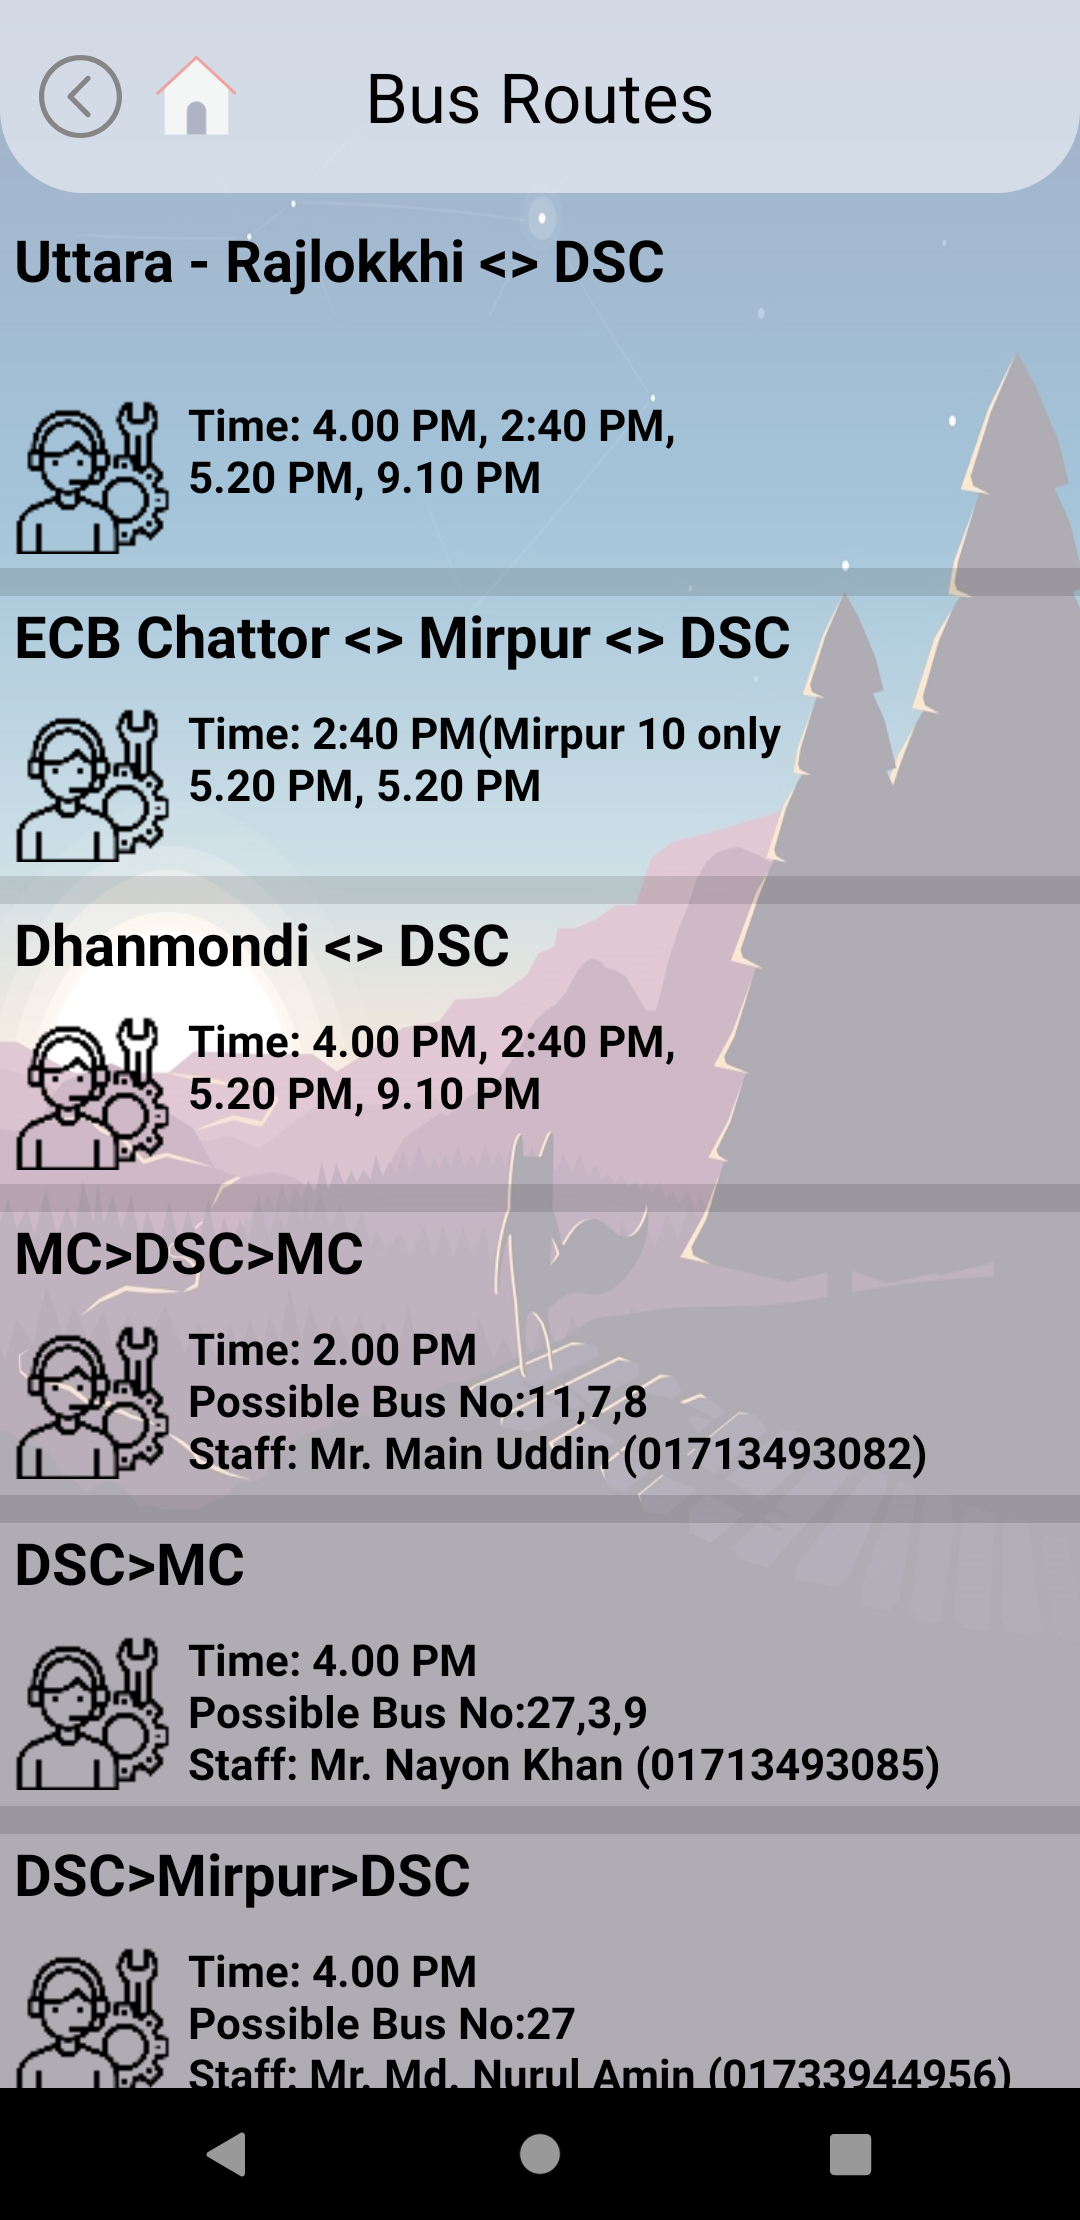 Bus Routes
Uttara - Rajlokkhi <> DSC
Time: 4.00 PM, 2:40 PM,
5.20 PM, 9.10 PM
ECB Chattor <> Mirpur <> DSC
Time: 2:40 PM(Mirpur 10 only
5.20 PM, 5.20 PM
Dhanmondi <> DSC
Time: 4.00 PM, 2:40 PM,
5.20 PM, 9.10 PM
MC>DSC>MC
Time: 2.00 PM
Possible Bus No:11,7,8
Staff: Mr. Main Uddin (01713493082)
DSC>MC
Time: 4.00 PM
Possible Bus No:27,3,9
Staff: Mr. Nayon Khan (01713493085)
DSC>Mirpur>DSC
Time: 4.00 PM
Possible Bus No:27
Staff: Mr. Md. Nurul Amin (01733944956)